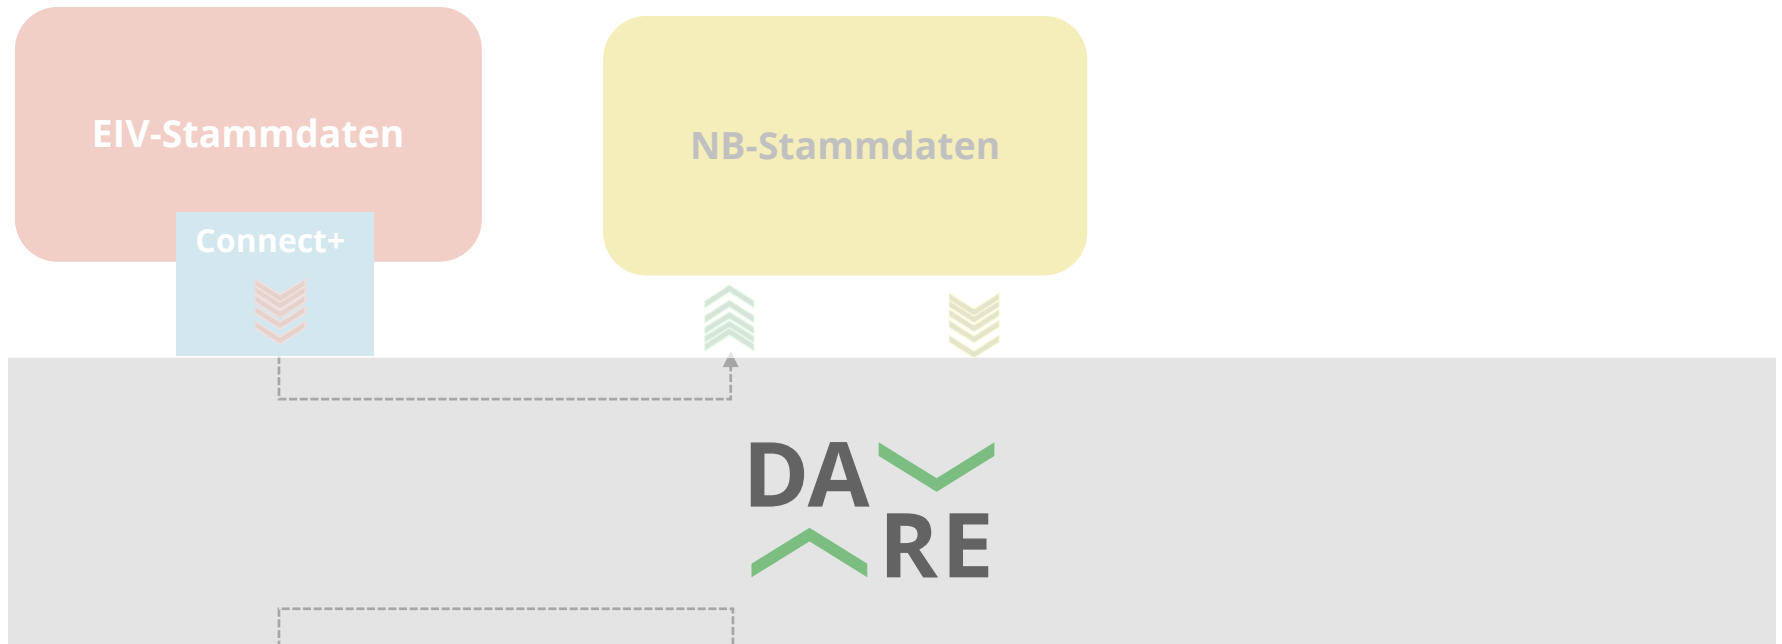 EIV-Stammdaten
NB-Stammdaten
Connect+
DA
RE